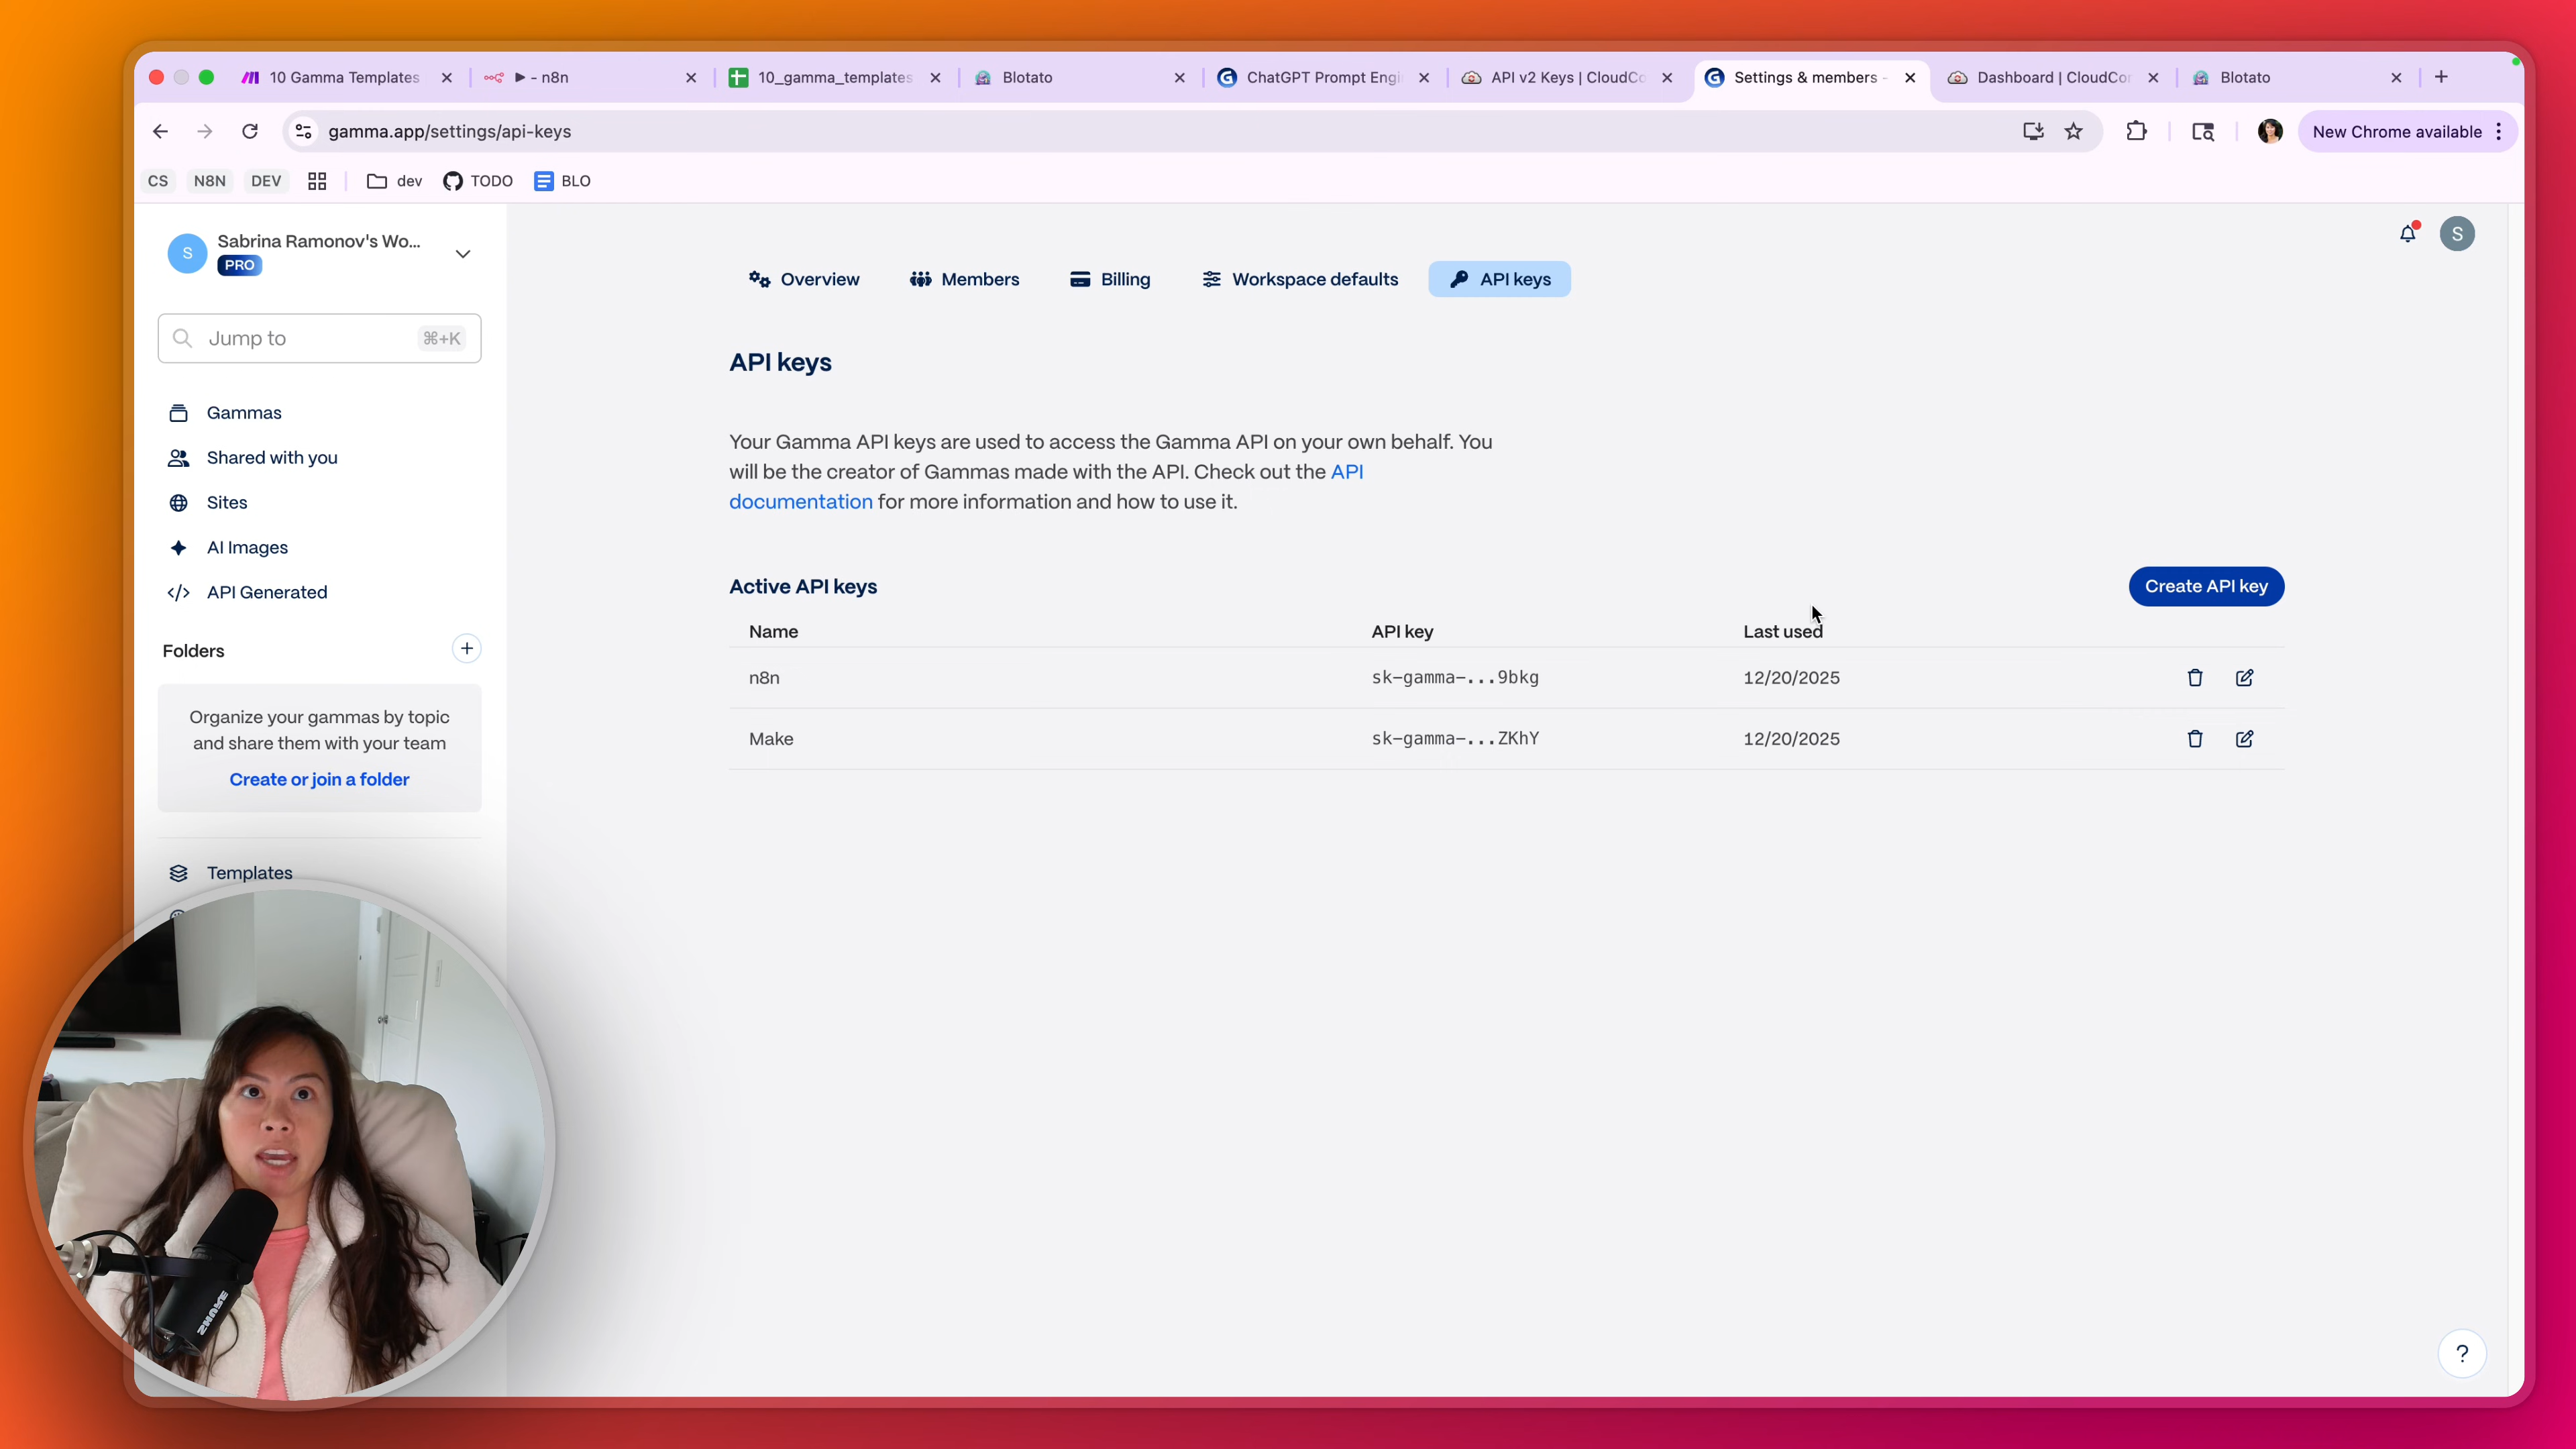 10 Gamma Templates
▶ - n8n
10_gamma_templates
Blotato
ChatGPT Prompt Engi
API v2 Keys | CloudCo
Settings & members -
Dashboard | CloudCon
Blotato
gamma.app/settings/api-keys
New Chrome available
CS
N8N
DEV
dev
TODO
BLO
S
Sabrina Ramonov's Wo...
PRO
S
Overview
Members
Billing
Workspace defaults
API keys
Jump to
⌘+K
Gammas
Shared with you
Sites
AI Images
API Generated
Folders
Organize your gammas by topic
and share them with your team
Create or join a folder
Templates
API keys
Your Gamma API keys are used to access the Gamma API on your own behalf. You
will be the creator of Gammas made with the API. Check out the API
documentation for more information and how to use it.
Active API keys
Create API key
Name API key Last used
n8n sk-gamma-...9bkg 12/20/2025
Make sk-gamma-...ZKhY 12/20/2025
SHURE
?